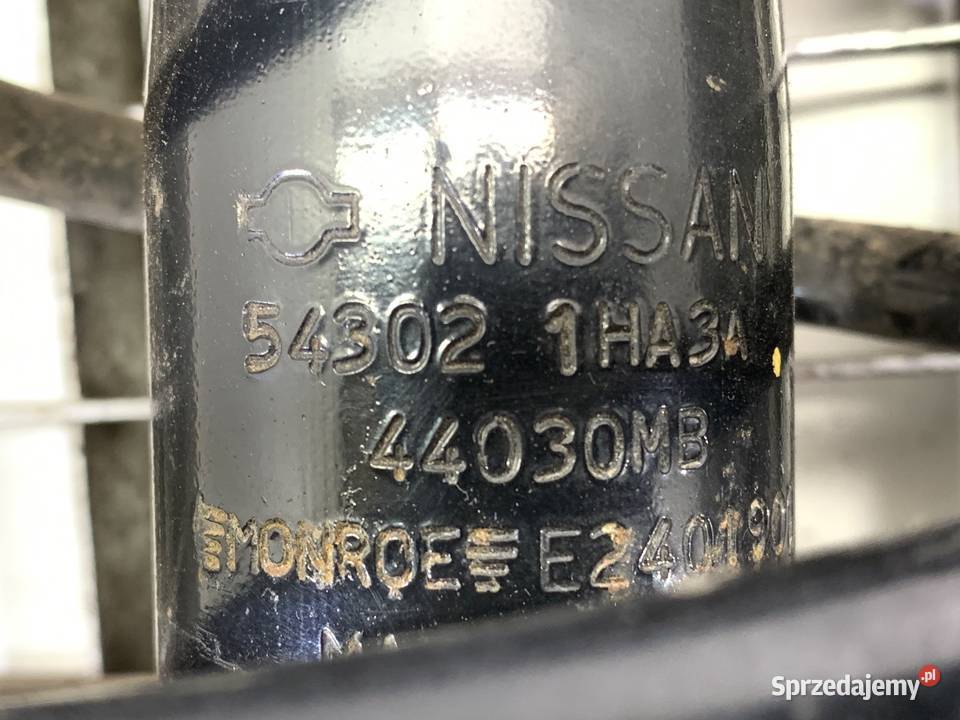 NISSAN
54302 1HA3A
44030MB
MONROE E240190
Sprzedajemy.pl